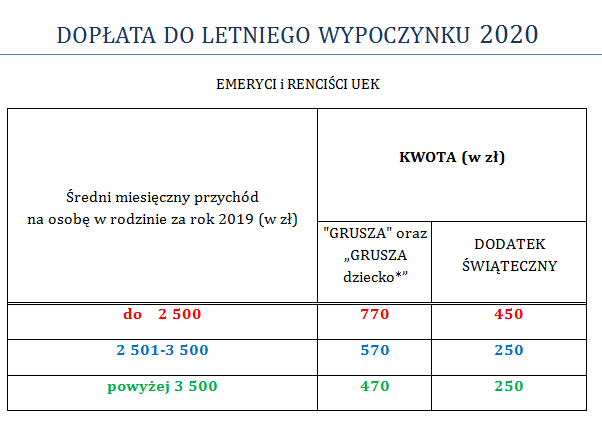 DOPŁATA DO LETNIEGO WYPOCZYNKU 2020
EMERYCI i RENCIŚCI UEK
Średni miesięczny przychód
na osobę w rodzinie za rok 2019 (w zł)
KWOTA (w zł)
"GRUSZA" oraz
„GRUSZA
dziecko*”
DODATEK
ŚWIĄTECZNY
do 2 500 770 450
2 501-3 500 570 250
powyżej 3 500 470 250